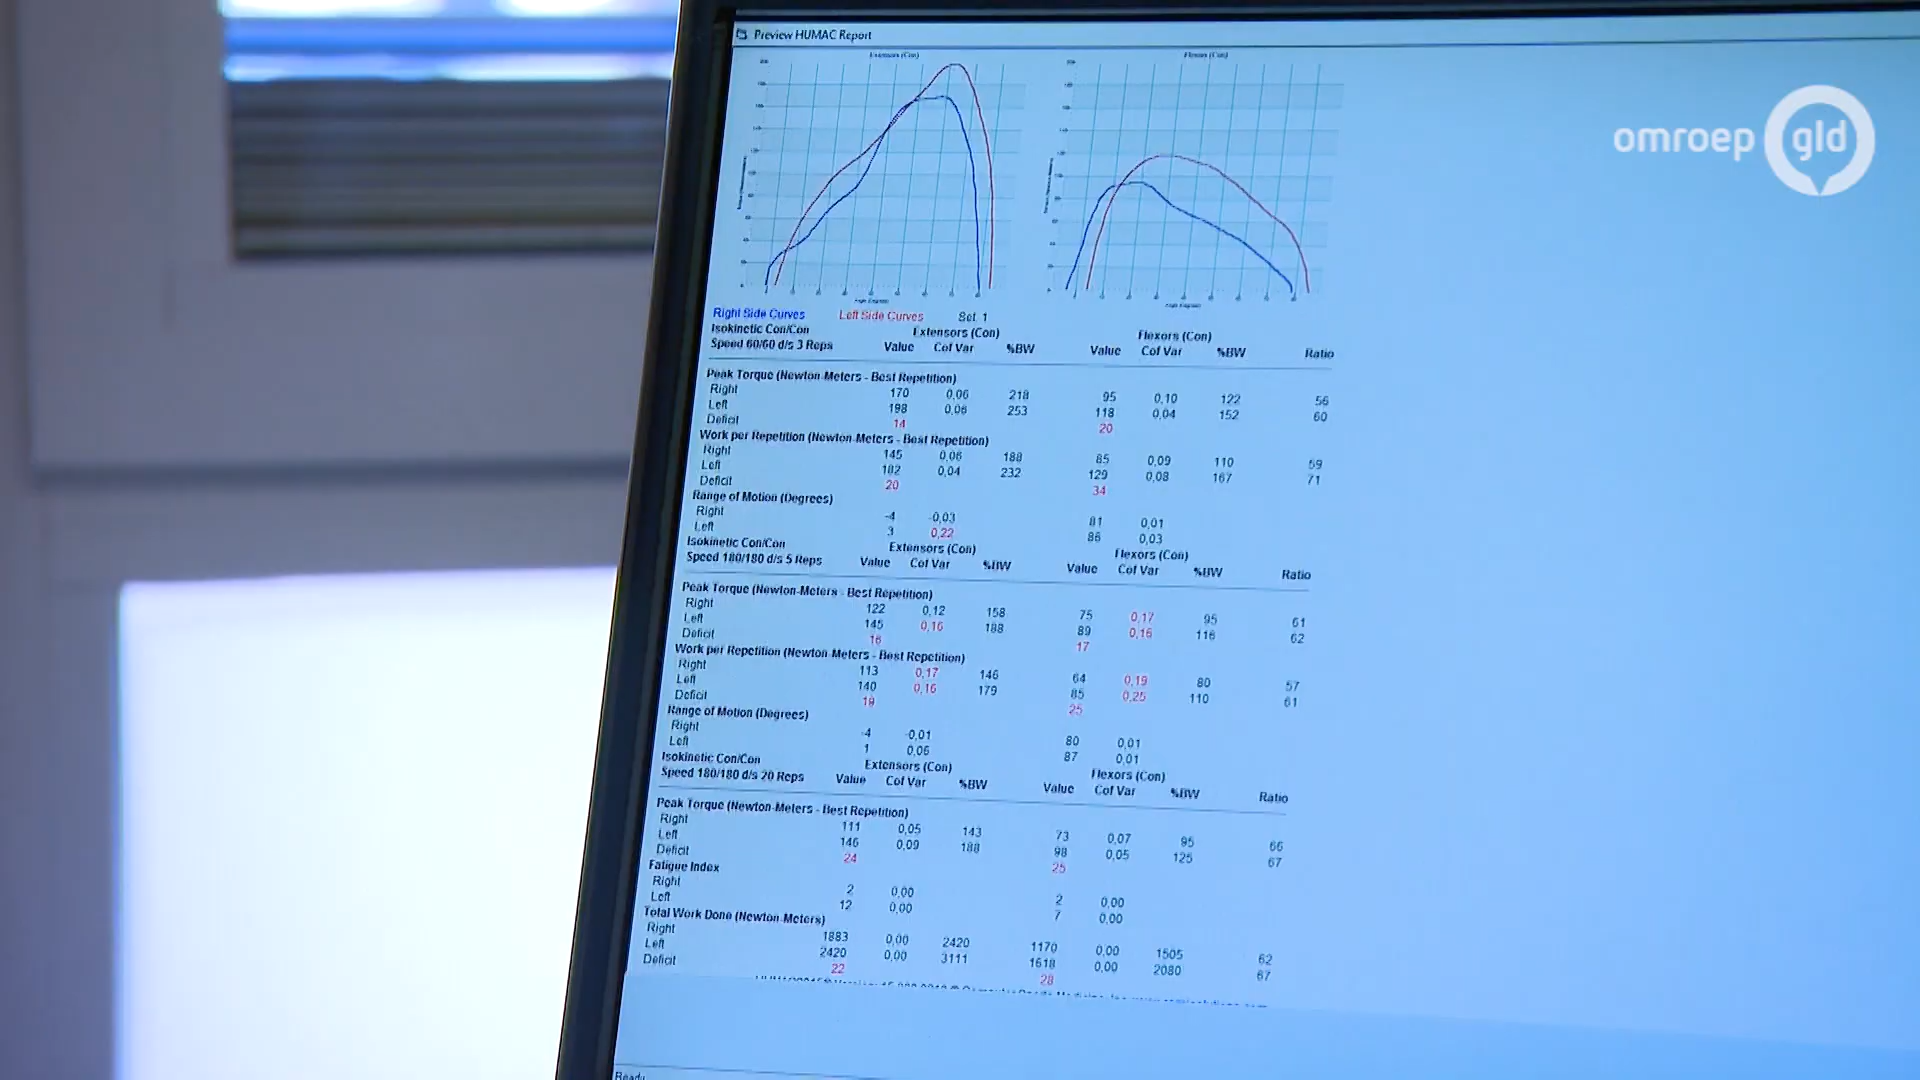 Preview HUMAC Report
omroep gld
Extensors (Con) Flexors (Con)
Right Side Curves Left Side Curves Set 1
Isokinetic Con/Con Extensors (Con) Flexors (Con)
Speed 60/60 d/s 3 Reps Value Cof Var %BW Value Cof Var %BW Ratio
Peak Torque (Newton-Meters - Best Repetition)
Right 170 0,06 218 95 0,10 122 56
Left 198 0,06 253 118 0,04 152 60
Deficit 14 20
Work per Repetition (Newton-Meters - Best Repetition)
Right 145 0,06 188 85 0,09 110 59
Left 182 0,04 232 129 0,08 167 71
Deficit 20 34
Range of Motion (Degrees)
Right -4 -0,03 81 0,01
Left 3 0,22 86 0,03
Isokinetic Con/Con Extensors (Con) Flexors (Con)
Speed 180/180 d/s 5 Reps Value Cof Var %BW Value Cof Var %BW Ratio
Peak Torque (Newton-Meters - Best Repetition)
Right 122 0,12 158 75 0,17 95 61
Left 145 0,16 188 89 0,16 116 62
Deficit 16 17
Work per Repetition (Newton-Meters - Best Repetition)
Right 113 0,17 146 64 0,19 80 57
Left 140 0,16 179 85 0,25 110 61
Deficit 19 25
Range of Motion (Degrees)
Right -4 -0,01 80 0,01
Left 1 0,06 87 0,01
Isokinetic Con/Con Extensors (Con) Flexors (Con)
Speed 180/180 d/s 20 Reps Value Cof Var %BW Value Cof Var %BW Ratio
Peak Torque (Newton-Meters - Best Repetition)
Right 111 0,05 143 73 0,07 95 66
Left 146 0,09 188 98 0,05 125 67
Deficit 24 25
Fatigue Index
Right 2 0,00 2 0,00
Left 12 0,00 7 0,00
Total Work Done (Newton-Meters)
Right 1883 0,00 2420 1170 0,00 1505 62
Left 2420 0,00 3111 1618 0,00 2080 67
Deficit 22 28
Ready